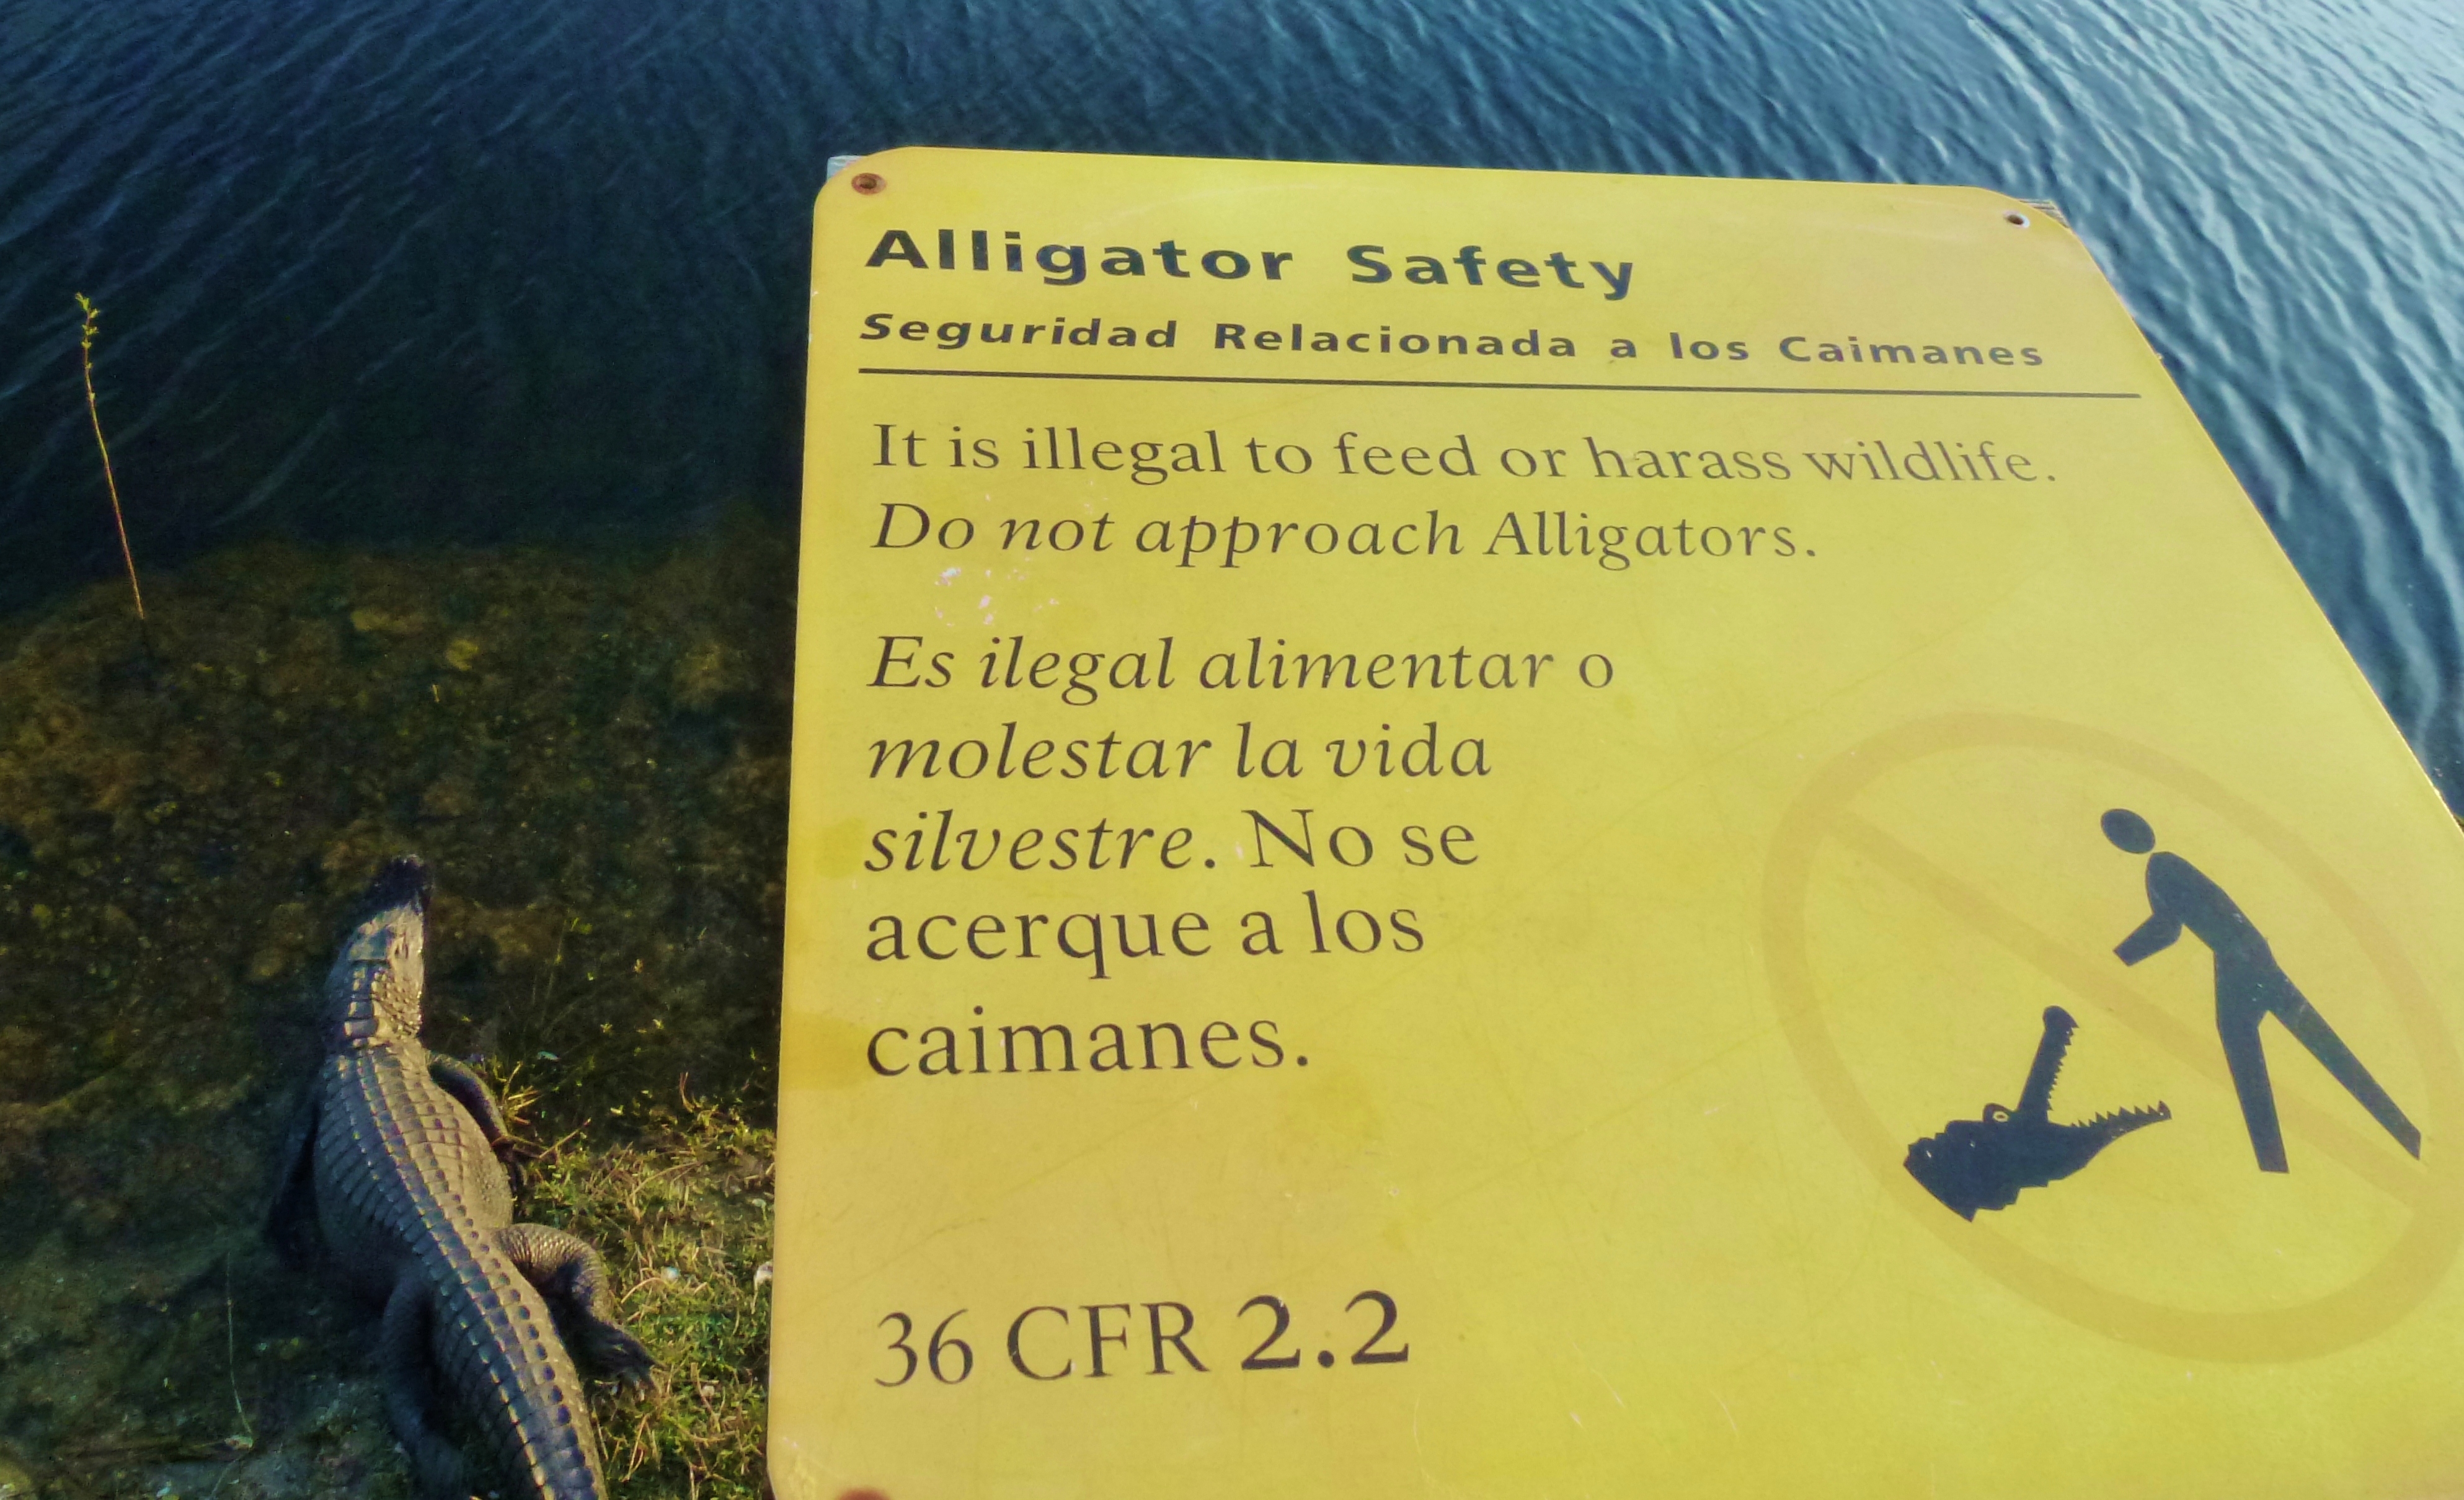 Alligator Safety
Seguridad Relacionada a los Caimanes
It is illegal to feed or harass wildlife.
Do not approach Alligators.
Es ilegal alimentar o
molestar la vida
silvestre. No se
acerque a los
caimanes.
36 CFR 2.2